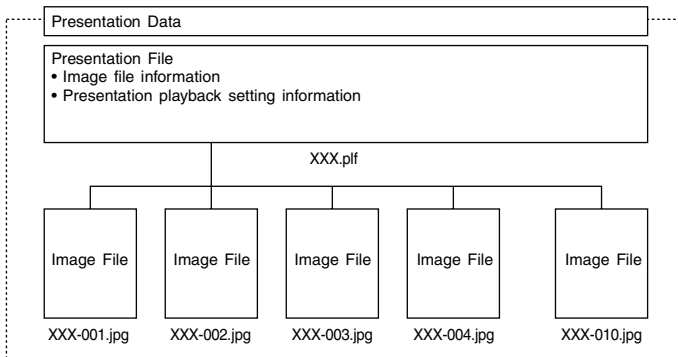 Presentation Data
Presentation File
• Image file information
• Presentation playback setting information
XXX.plf
Image File Image File Image File Image File Image File
XXX-001.jpg XXX-002.jpg XXX-003.jpg XXX-004.jpg XXX-010.jpg